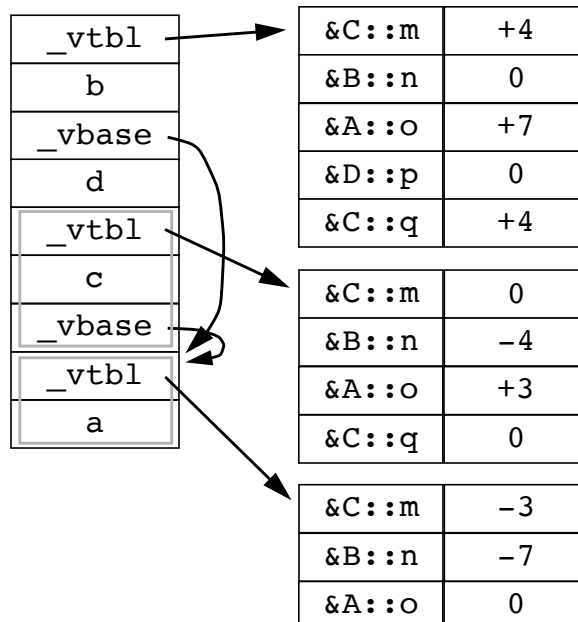 _vtbl
b
_vbase
d
_vtbl
c
_vbase
_vtbl
a
&C::m +4
&B::n 0
&A::o +7
&D::p 0
&C::q +4
&C::m 0
&B::n -4
&A::o +3
&C::q 0
&C::m -3
&B::n -7
&A::o 0